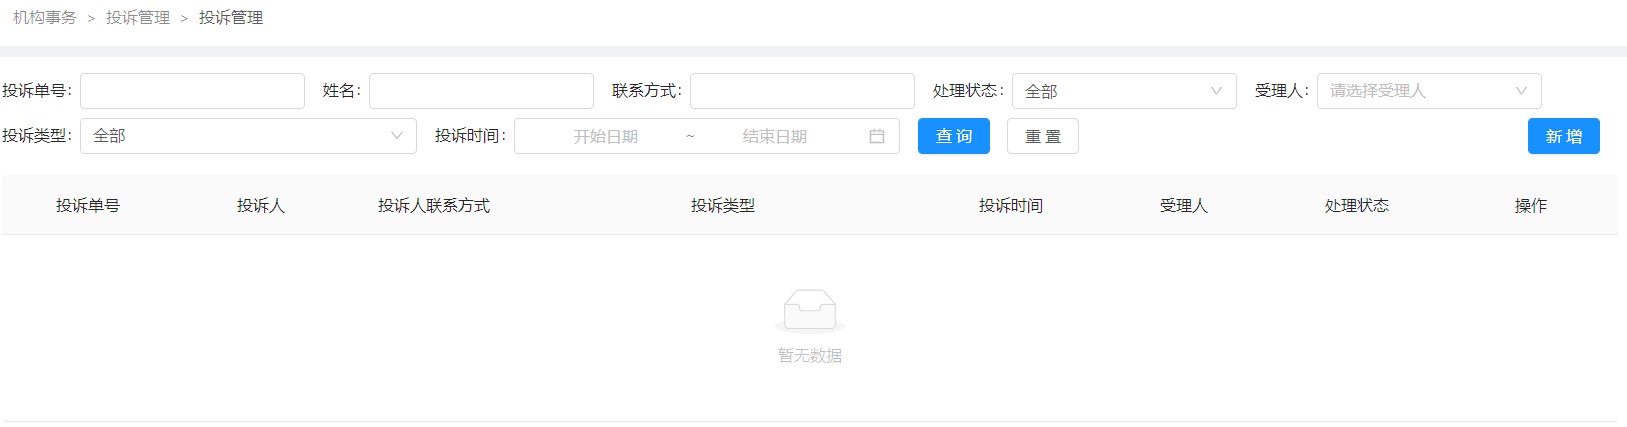 机构事务 > 投诉管理 > 投诉管理
投诉单号: 姓名: 联系方式: 处理状态: 全部 受理人: 请选择受理人
投诉类型: 全部 投诉时间: 开始日期 ~ 结束日期 查 询 重 置 新 增
投诉单号 投诉人 投诉人联系方式 投诉类型 投诉时间 受理人 处理状态 操作
暂无数据